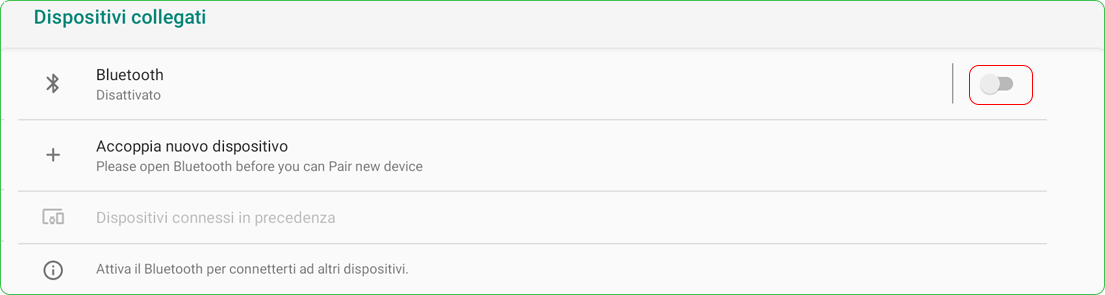 Dispositivi collegati
Bluetooth
Disattivato
Accoppia nuovo dispositivo
Please open Bluetooth before you can Pair new device
Dispositivi connessi in precedenza
Attiva il Bluetooth per connetterti ad altri dispositivi.